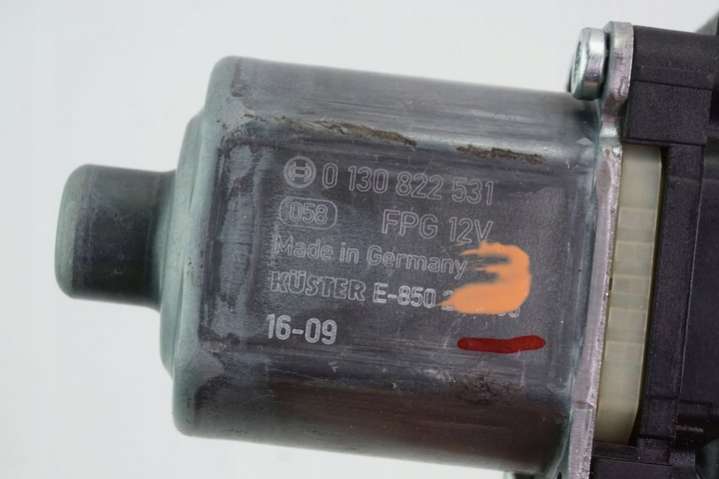 0 130 822 531
058 FPG 12V
Made in Germany
KÜSTER E-850
16-09